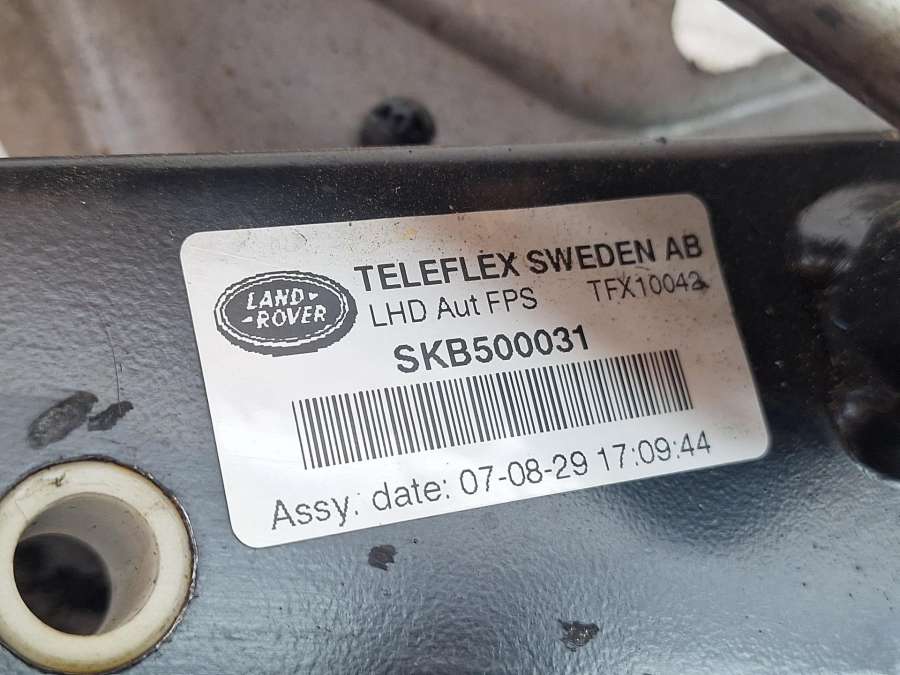 LAND-
-ROVER
TELEFLEX SWEDEN AB
LHD Aut FPS TFX10042
SKB500031
Assy. date: 07-08-29 17:09:44